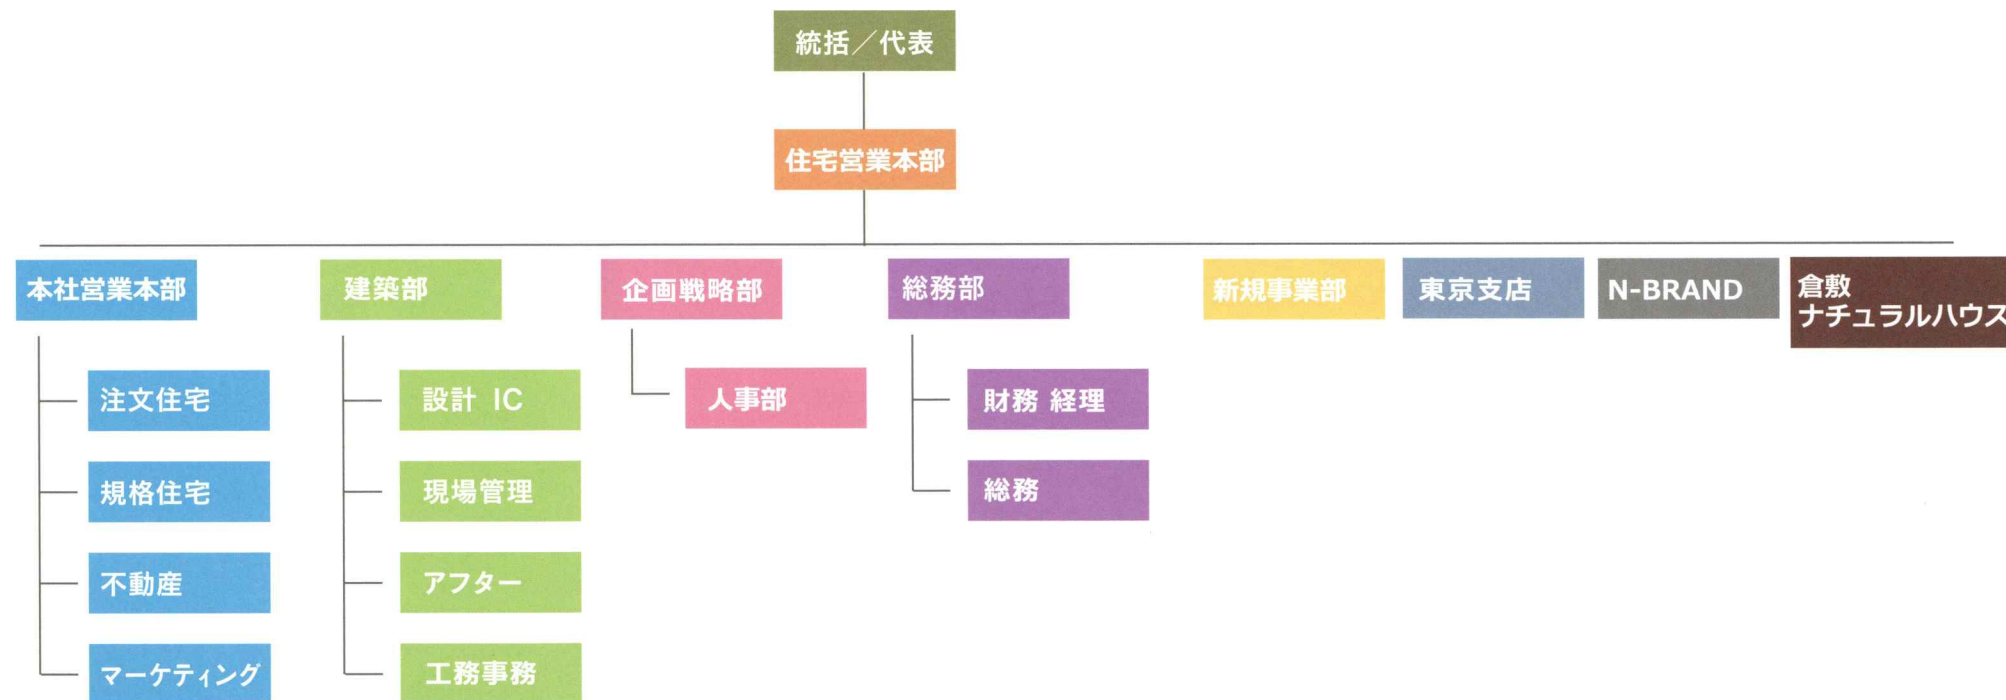 統括／代表
住宅営業本部
本社営業本部
注文住宅
規格住宅
不動産
マーケティング
建築部
設計 IC
現場管理
アフター
工務事務
企画戦略部
人事部
総務部
財務 経理
総務
新規事業部
東京支店
N-BRAND
倉敷
ナチュラルハウス